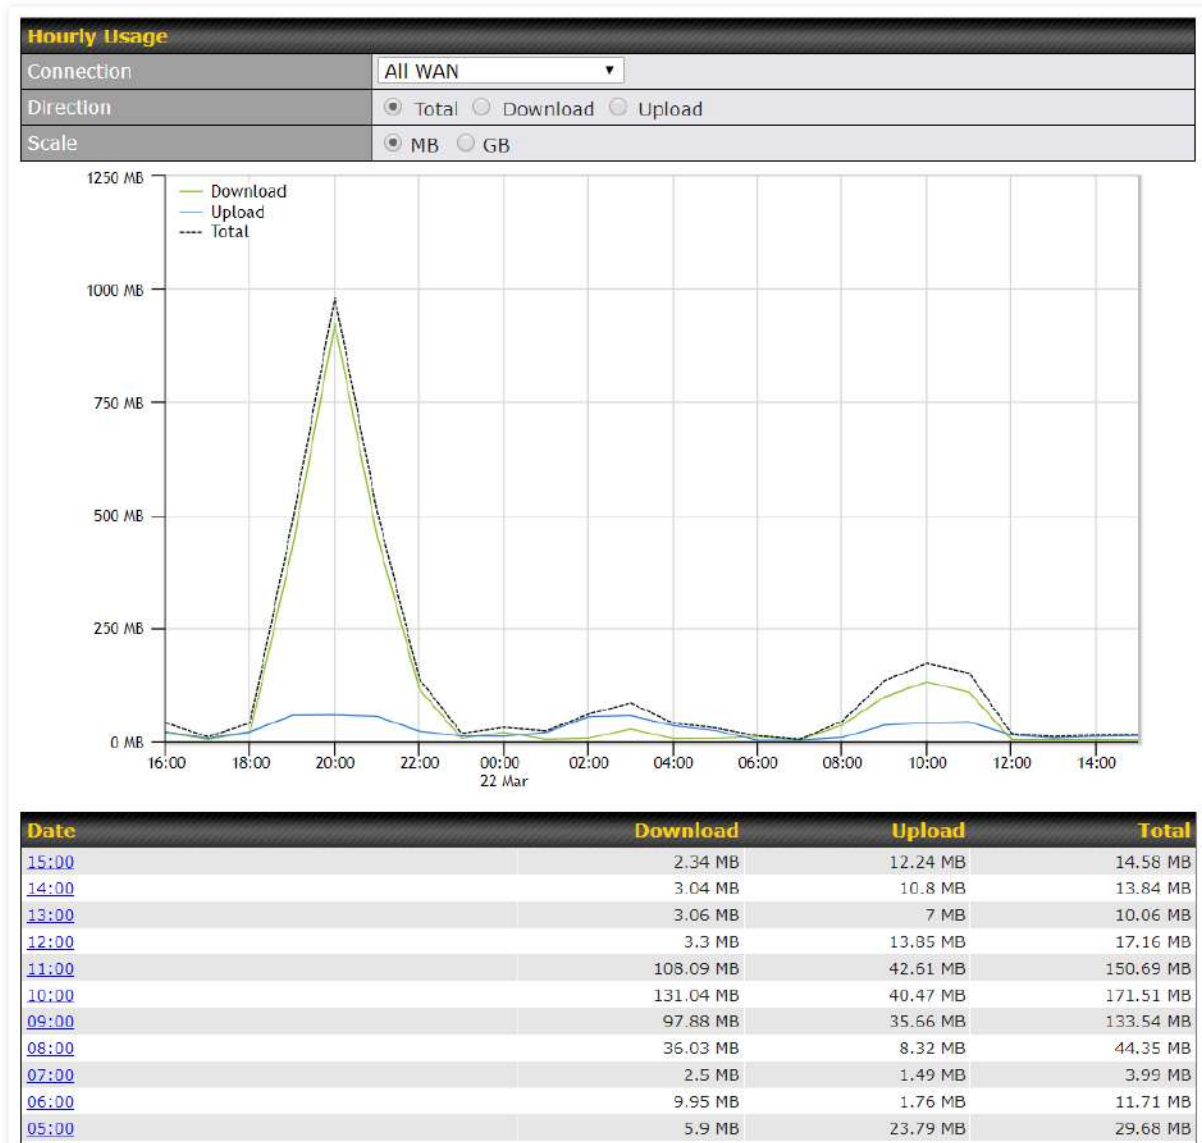 Hourly Usage
Connection All WAN
Direction Total Download Upload
Scale MB GB
1250 MB
Download
Upload
Total
1000 MB
750 MB
500 MB
250 MB
0 MB
16:00 18:00 20:00 22:00 00:00 02:00 04:00 06:00 08:00 10:00 12:00 14:00
22 Mar
Date Download Upload Total
15:00 2.34 MB 12.24 MB 14.58 MB
14:00 3.04 MB 10.8 MB 13.84 MB
13:00 3.06 MB 7 MB 10.06 MB
12:00 3.3 MB 13.85 MB 17.16 MB
11:00 108.09 MB 42.61 MB 150.69 MB
10:00 131.04 MB 40.47 MB 171.51 MB
09:00 97.88 MB 35.66 MB 133.54 MB
08:00 36.03 MB 8.32 MB 44.35 MB
07:00 2.5 MB 1.49 MB 3.99 MB
06:00 9.95 MB 1.76 MB 11.71 MB
05:00 5.9 MB 23.79 MB 29.68 MB